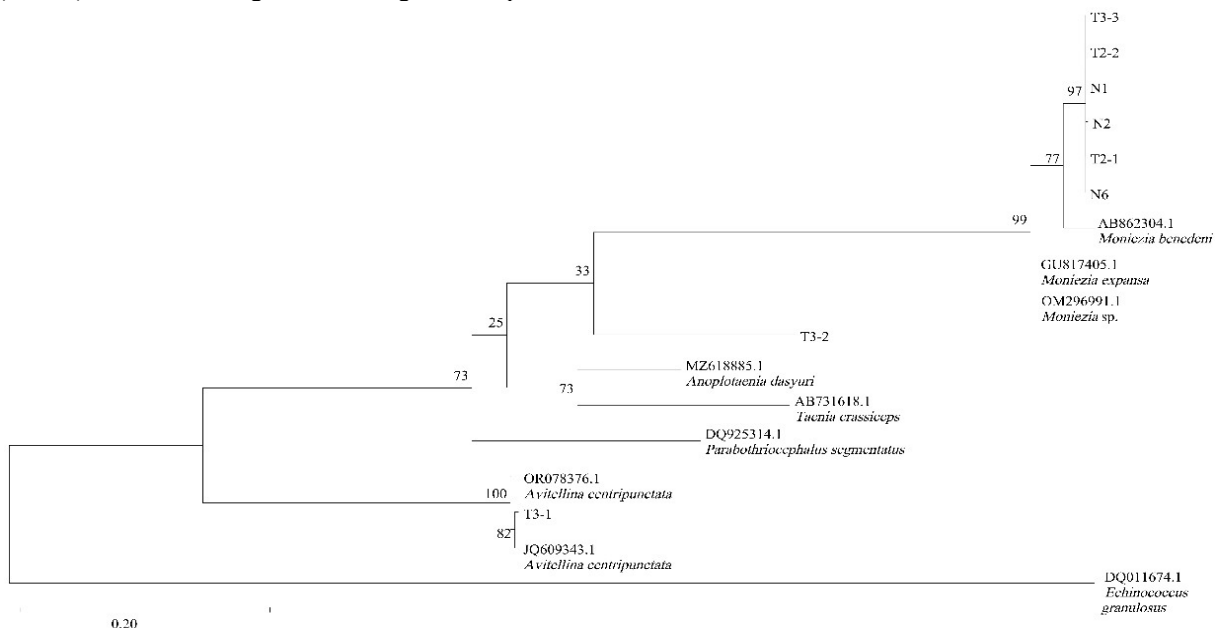 T3-3
T2-2
97
N1
N2
77
T2-1
N6
99
AB862304.1
Moniezia benedeni
GU817405.1
Moniezia expansa
33
OM296991.1
Moniezia sp.
25
T3-2
73
MZ618885.1
Anoplotaenia dasyuri
73
AB731618.1
Taenia crassiceps
DQ925314.1
Parabothriocephalus segmentatus
OR078376.1
100
Avitellina centripunctata
T3-1
82
JQ609343.1
Avitellina centripunctata
DQ011674.1
Echinococcus
granulosus
0.20